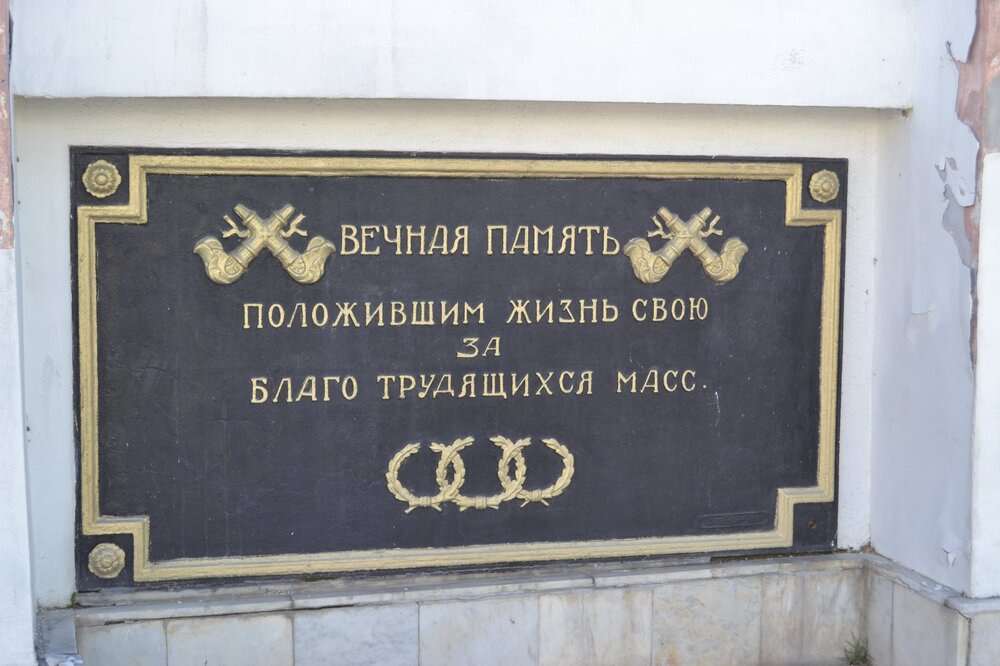 ВЕЧНАЯ ПАМЯТЬ
ПОЛОЖИВШИМ ЖИЗНЬ СВОЮ
ЗА
БЛАГО ТРУДЯЩИХСЯ МАСС.